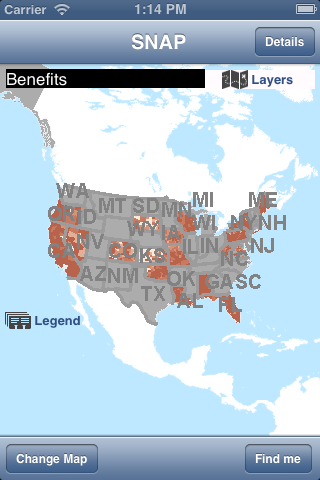 Carrier 1:14 PM
SNAP
Details
Benefits
Layers
WA MT SD MN MI ME
OR ID WY WI NY NH
NV IA IL IN NJ
CA CO KS NC
AZ NM OK GA SC
TX AL FL
Legend
Change Map
Find me